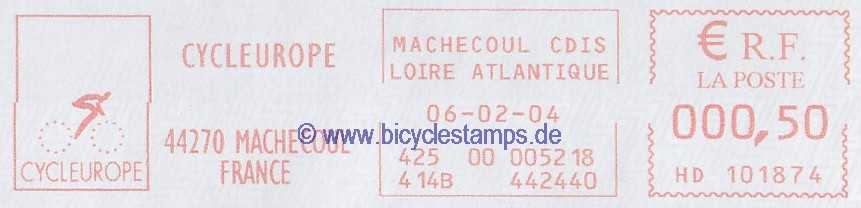 CYCLEUROPE
CYCLEUROPE
44270 MACHECOUL
FRANCE
MACHECOUL CDIS
LOIRE ATLANTIQUE
06-02-04
425 00 005218
414B 442440
€ R.F.
LA POSTE
000,50
HD 101874
© www.bicyclestamps.de